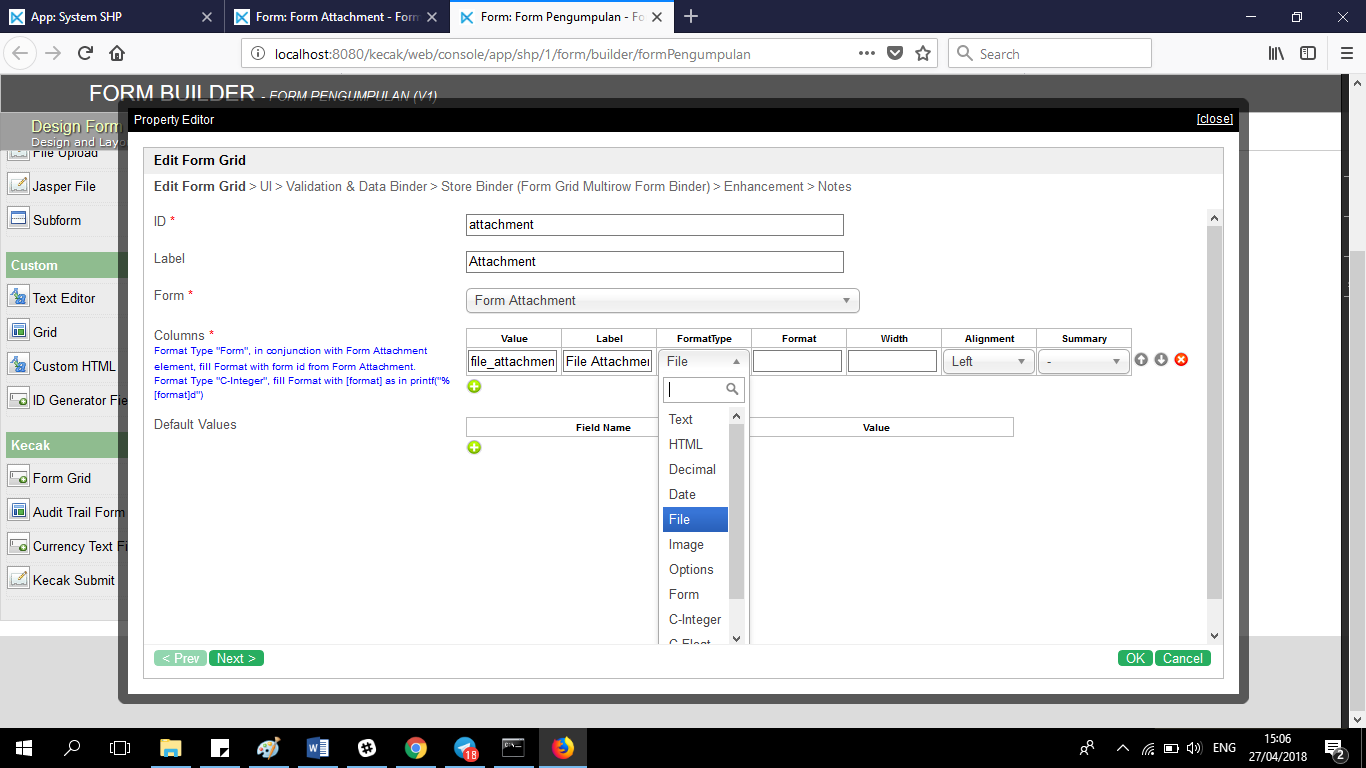 App: System SHP
Form: Form Attachment - Form
Form: Form Pengumpulan - Fo
localhost:8080/kecak/web/console/app/shp/1/form/builder/formPengumpulan
Search
FORM BUILDER - FORM PENGUMPULAN (V1)
Property Editor
[close]
Design Form
Design and Layo
File Upload
Jasper File
Subform
Custom
Text Editor
Grid
Custom HTML
ID Generator Fie
Kecak
Form Grid
Audit Trail Form
Currency Text Fi
Kecak Submit
Edit Form Grid
Edit Form Grid > UI > Validation & Data Binder > Store Binder (Form Grid Multirow Form Binder) > Enhancement > Notes
ID *
attachment
Label
Attachment
Form *
Form Attachment
Columns *
Format Type "Form", in conjunction with Form Attachment
element, fill Format with form id from Form Attachment.
Format Type "C-Integer", fill Format with [format] as in printf("%
[format]d")
Value Label FormatType Format Width Alignment Summary
file_attachmen File Attachmer File Left -
Text
HTML
Decimal
Date
File
Image
Options
Form
C-Integer
C-Float
Default Values
Field Name Value
< Prev Next >
OK Cancel
18
ENG
15:06
27/04/2018
2